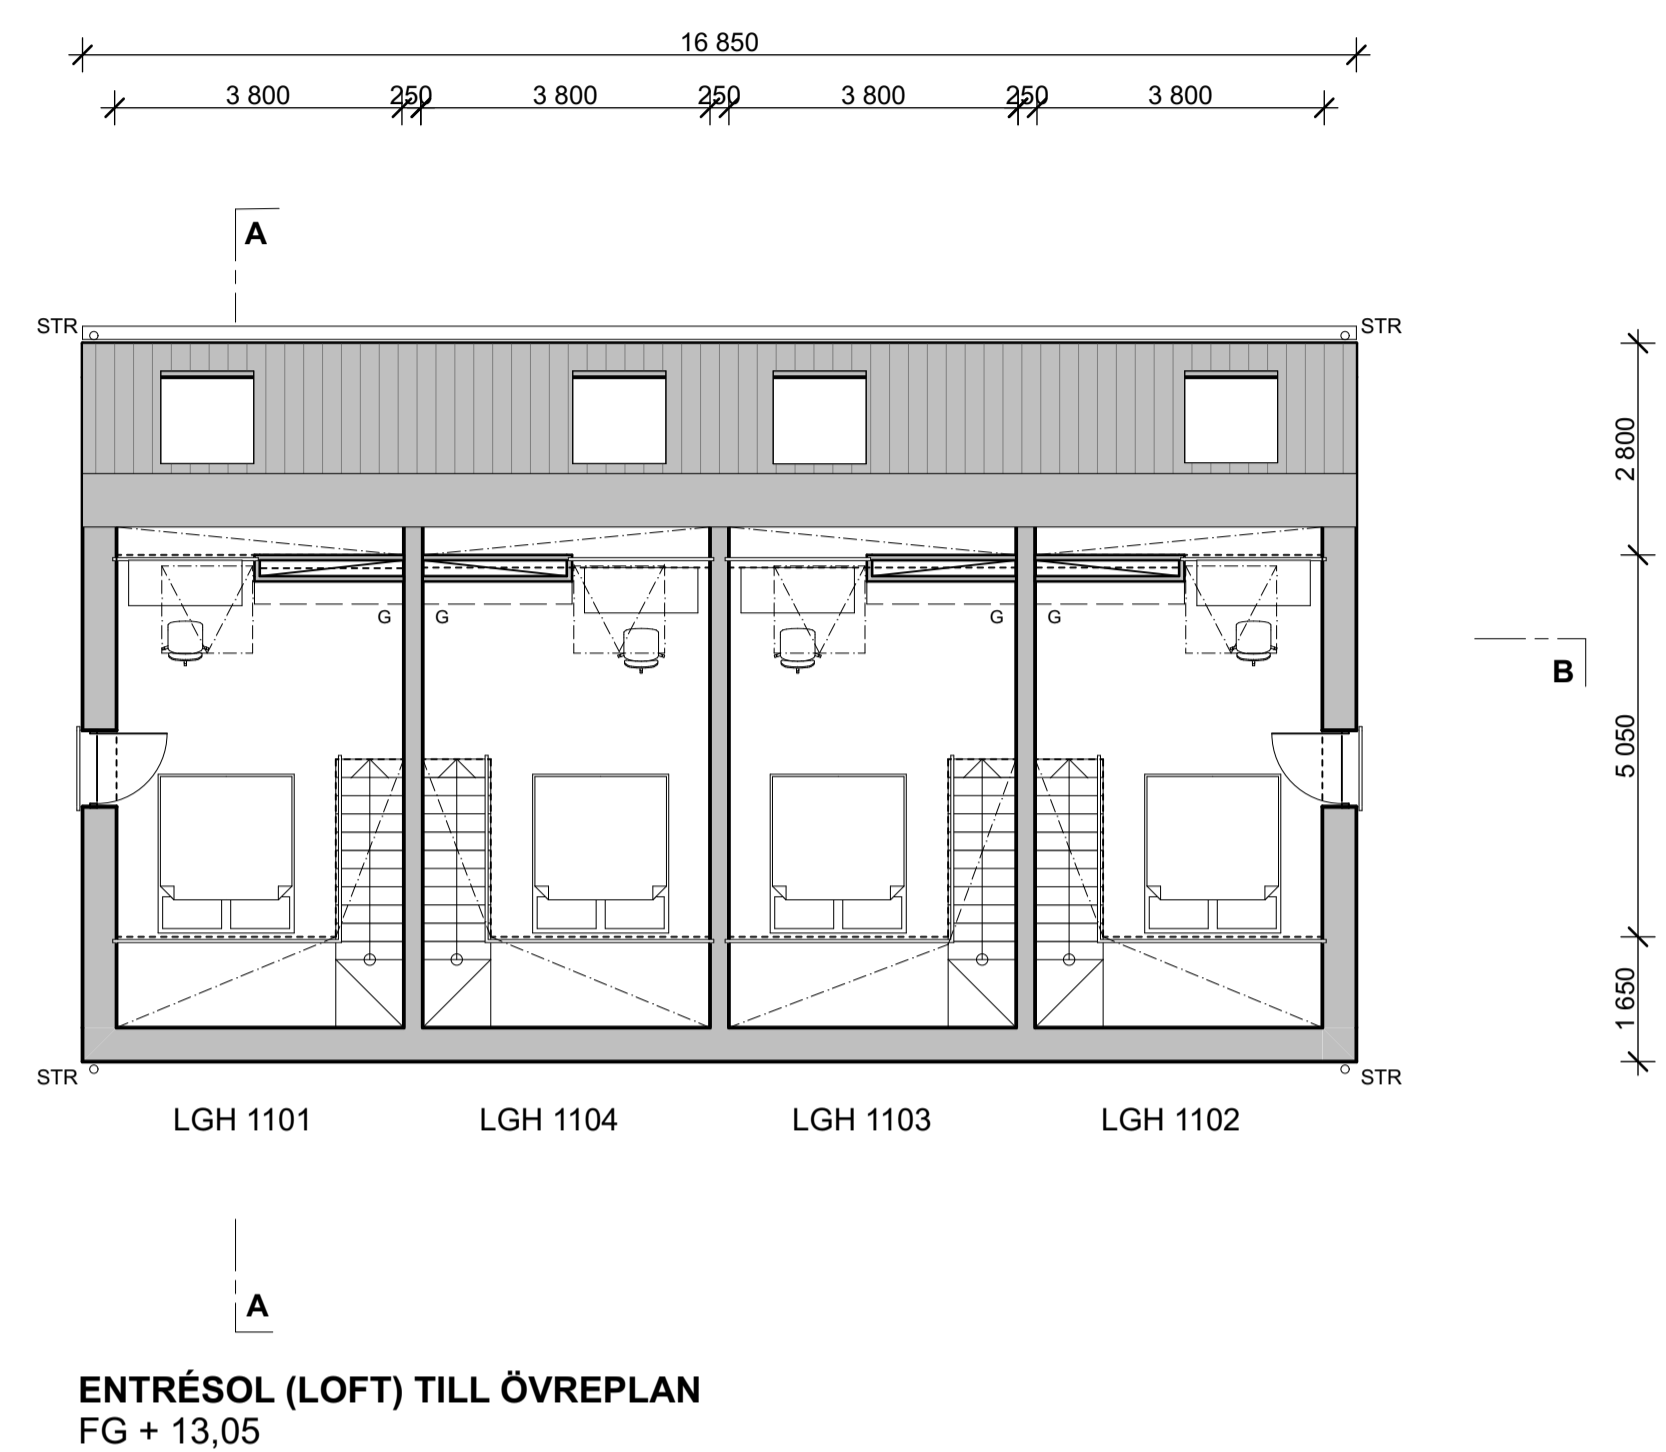 16 850
3 800 250 3 800 250 3 800 250 3 800
A
STR STR
2 800
G G G G
B
5 050
1 650
STR STR
LGH 1101 LGH 1104 LGH 1103 LGH 1102
A
ENTRÉSOL (LOFT) TILL ÖVREPLAN
FG + 13,05